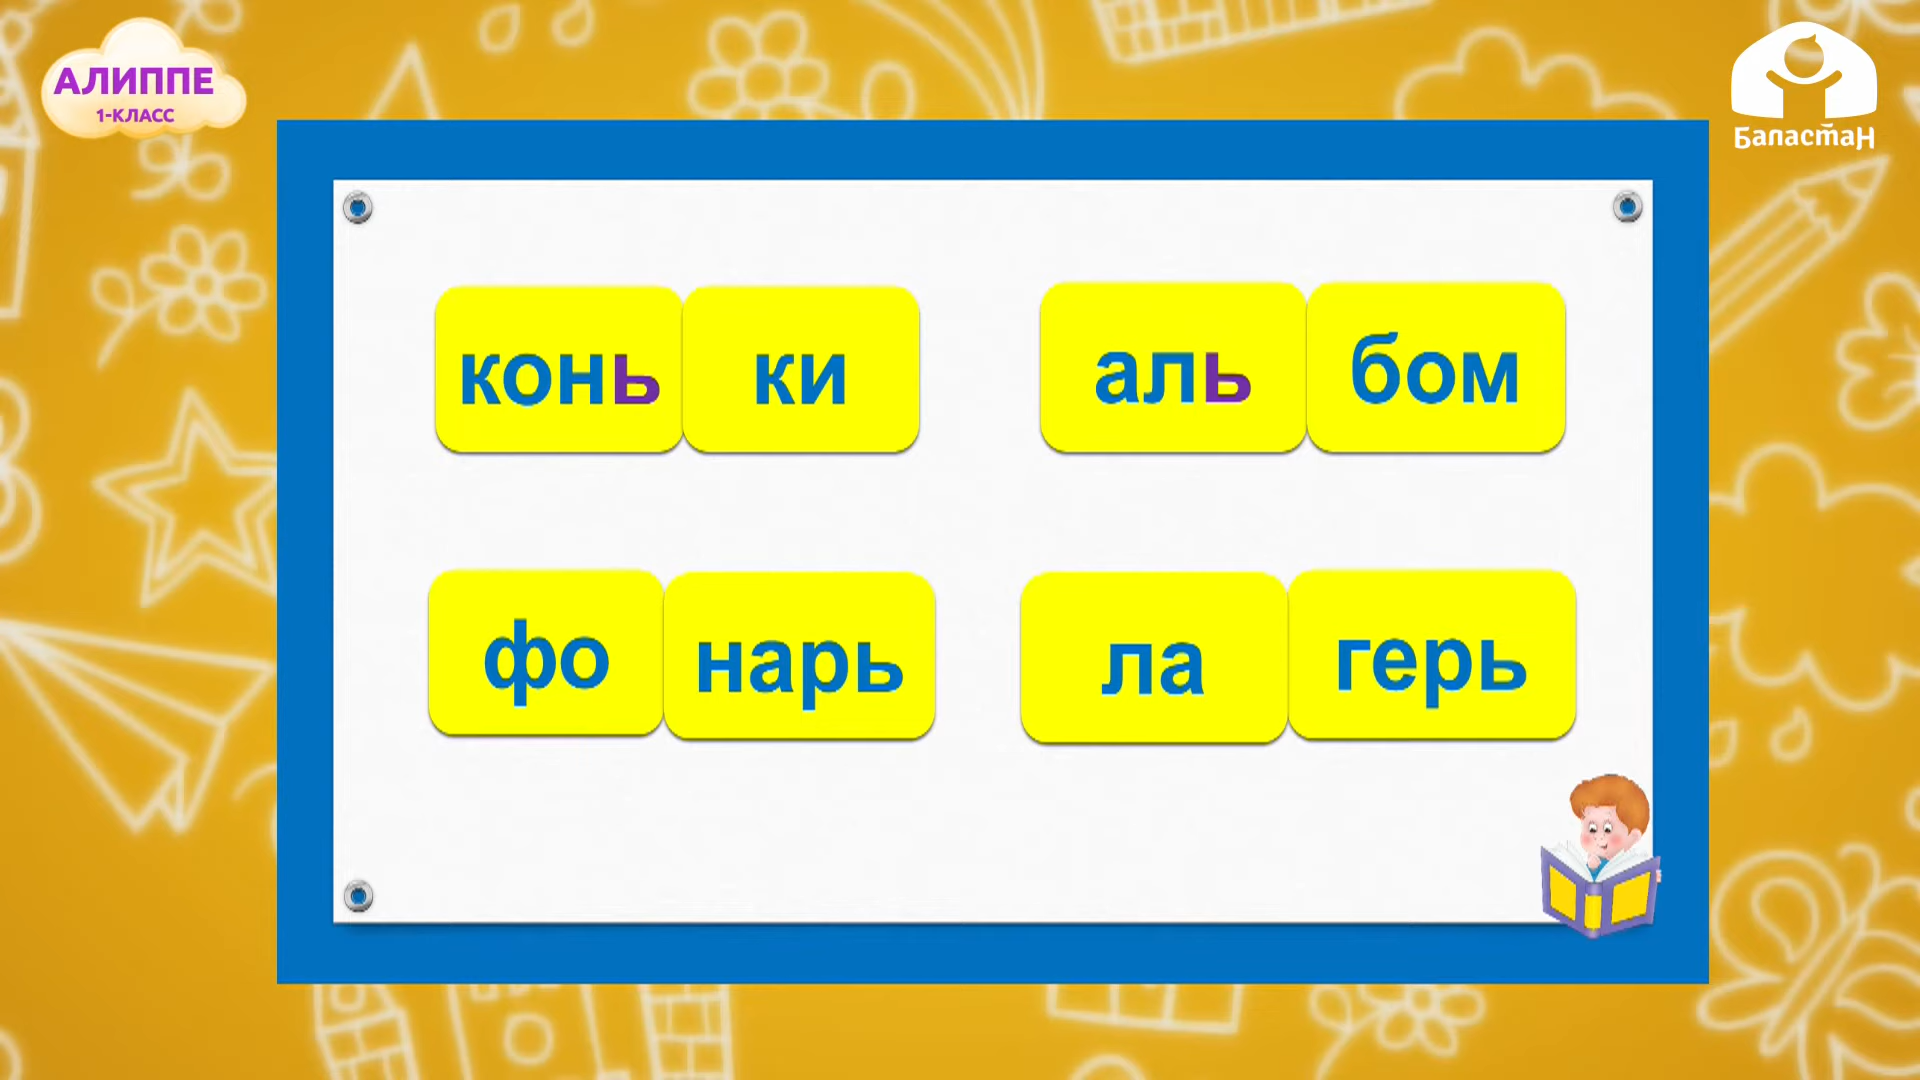 АЛИППЕ
1-КЛАСС
Баластан
конь ки
аль бом
фо нарь
ла герь